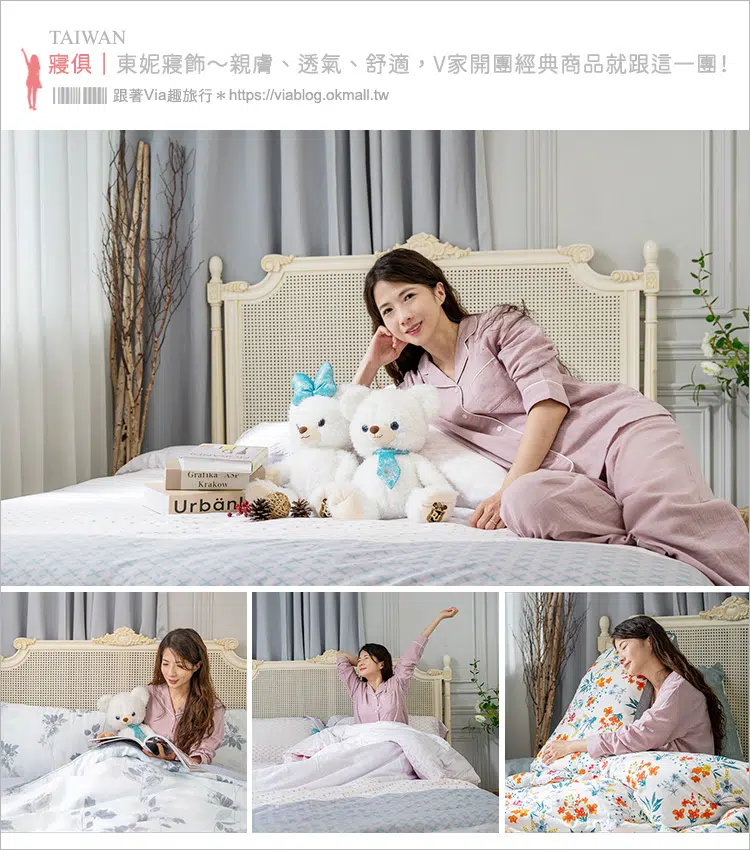 TAIWAN
寢俱｜東妮寢飾～親膚、透氣、舒適，V家開團經典商品就跟這一團！
跟著Via趣旅行＊https://viablog.okmall.tw
Grafika ASP
Krakow
Urbän